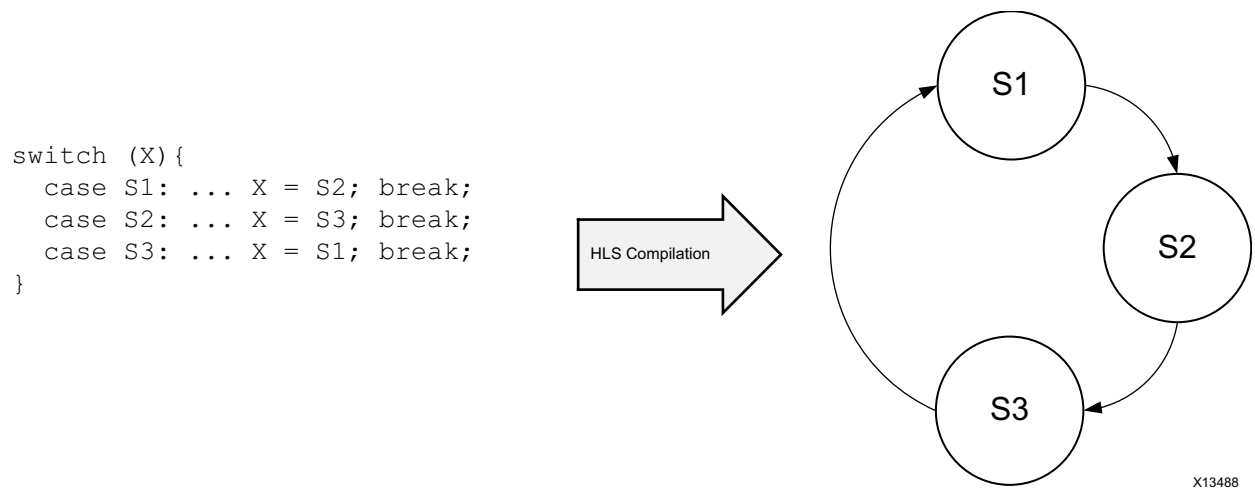 switch (X){
  case S1: ... X = S2; break;
  case S2: ... X = S3; break;
  case S3: ... X = S1; break;
}
HLS Compilation
S1
S2
S3
X13488